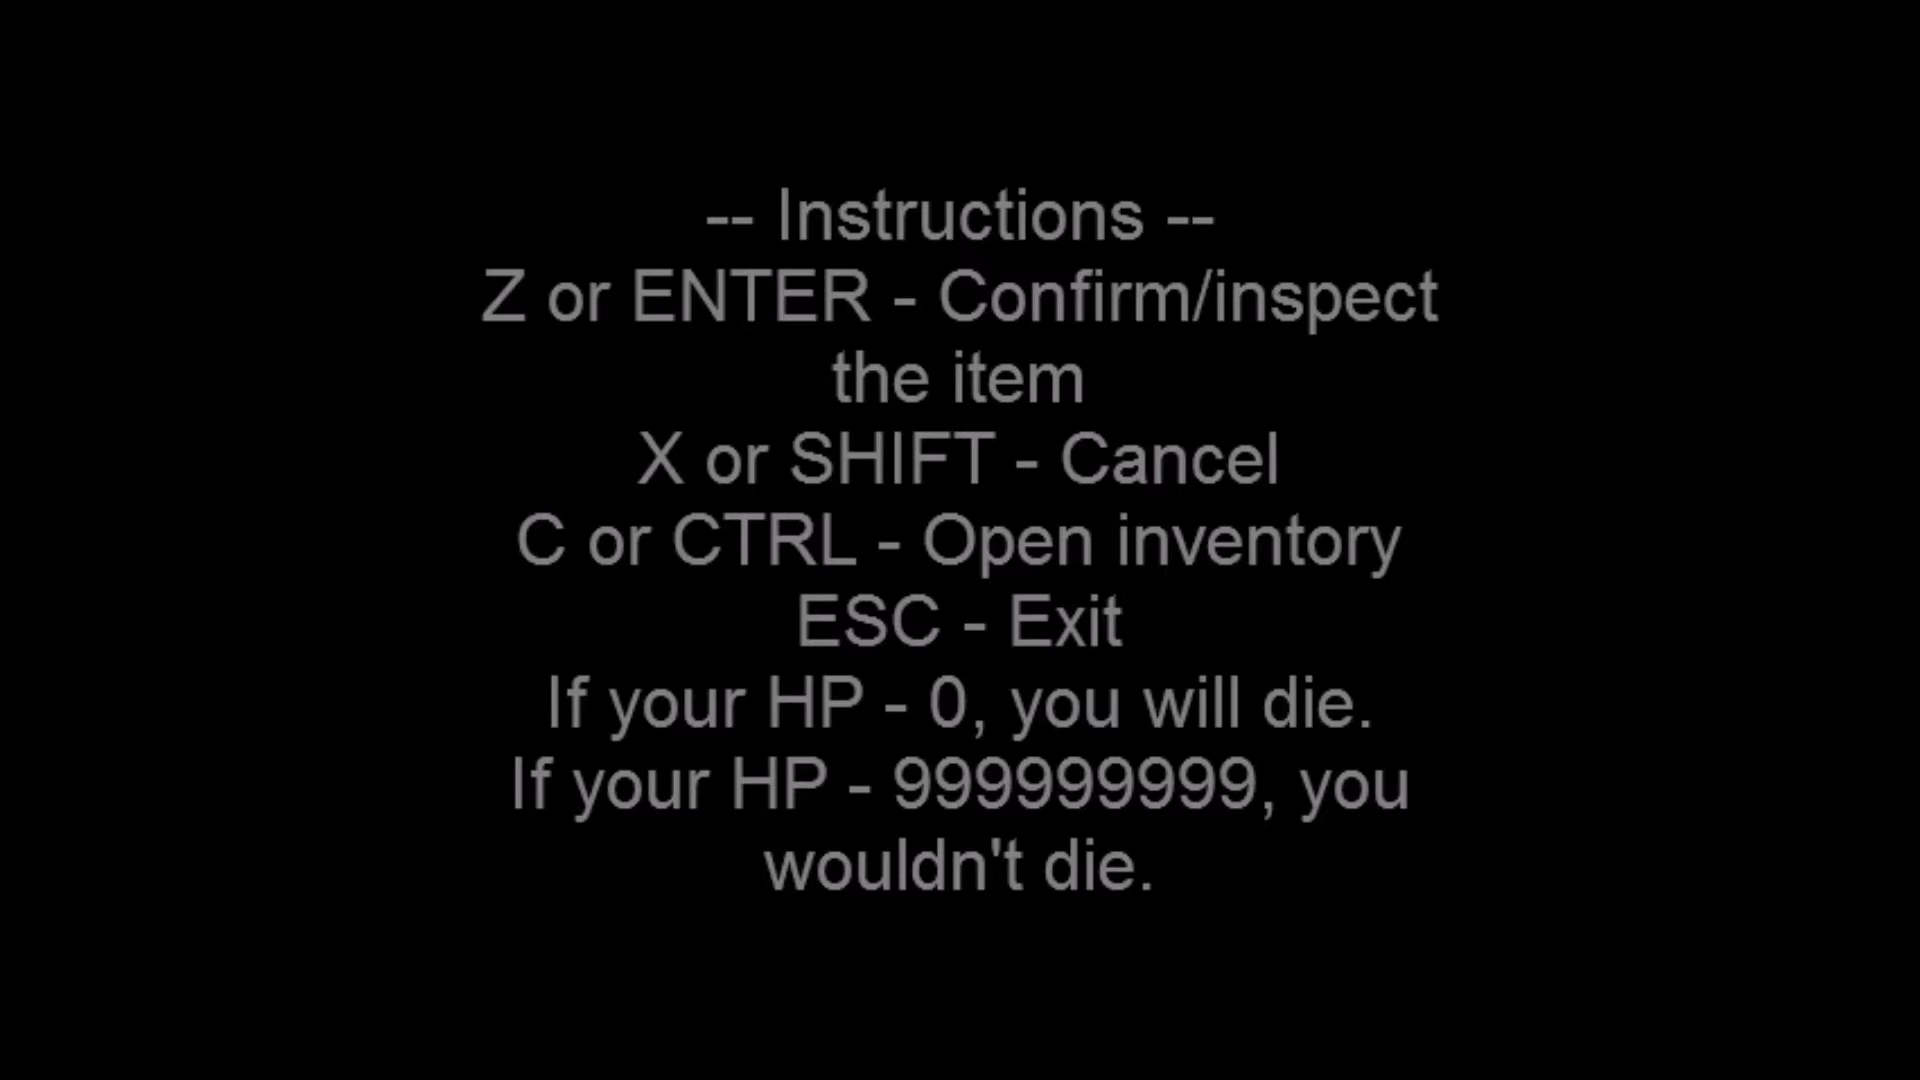 -- Instructions --
Z or ENTER - Confirm/inspect
the item
X or SHIFT - Cancel
C or CTRL - Open inventory
ESC - Exit
If your HP - 0, you will die.
If your HP - 999999999, you
wouldn't die.